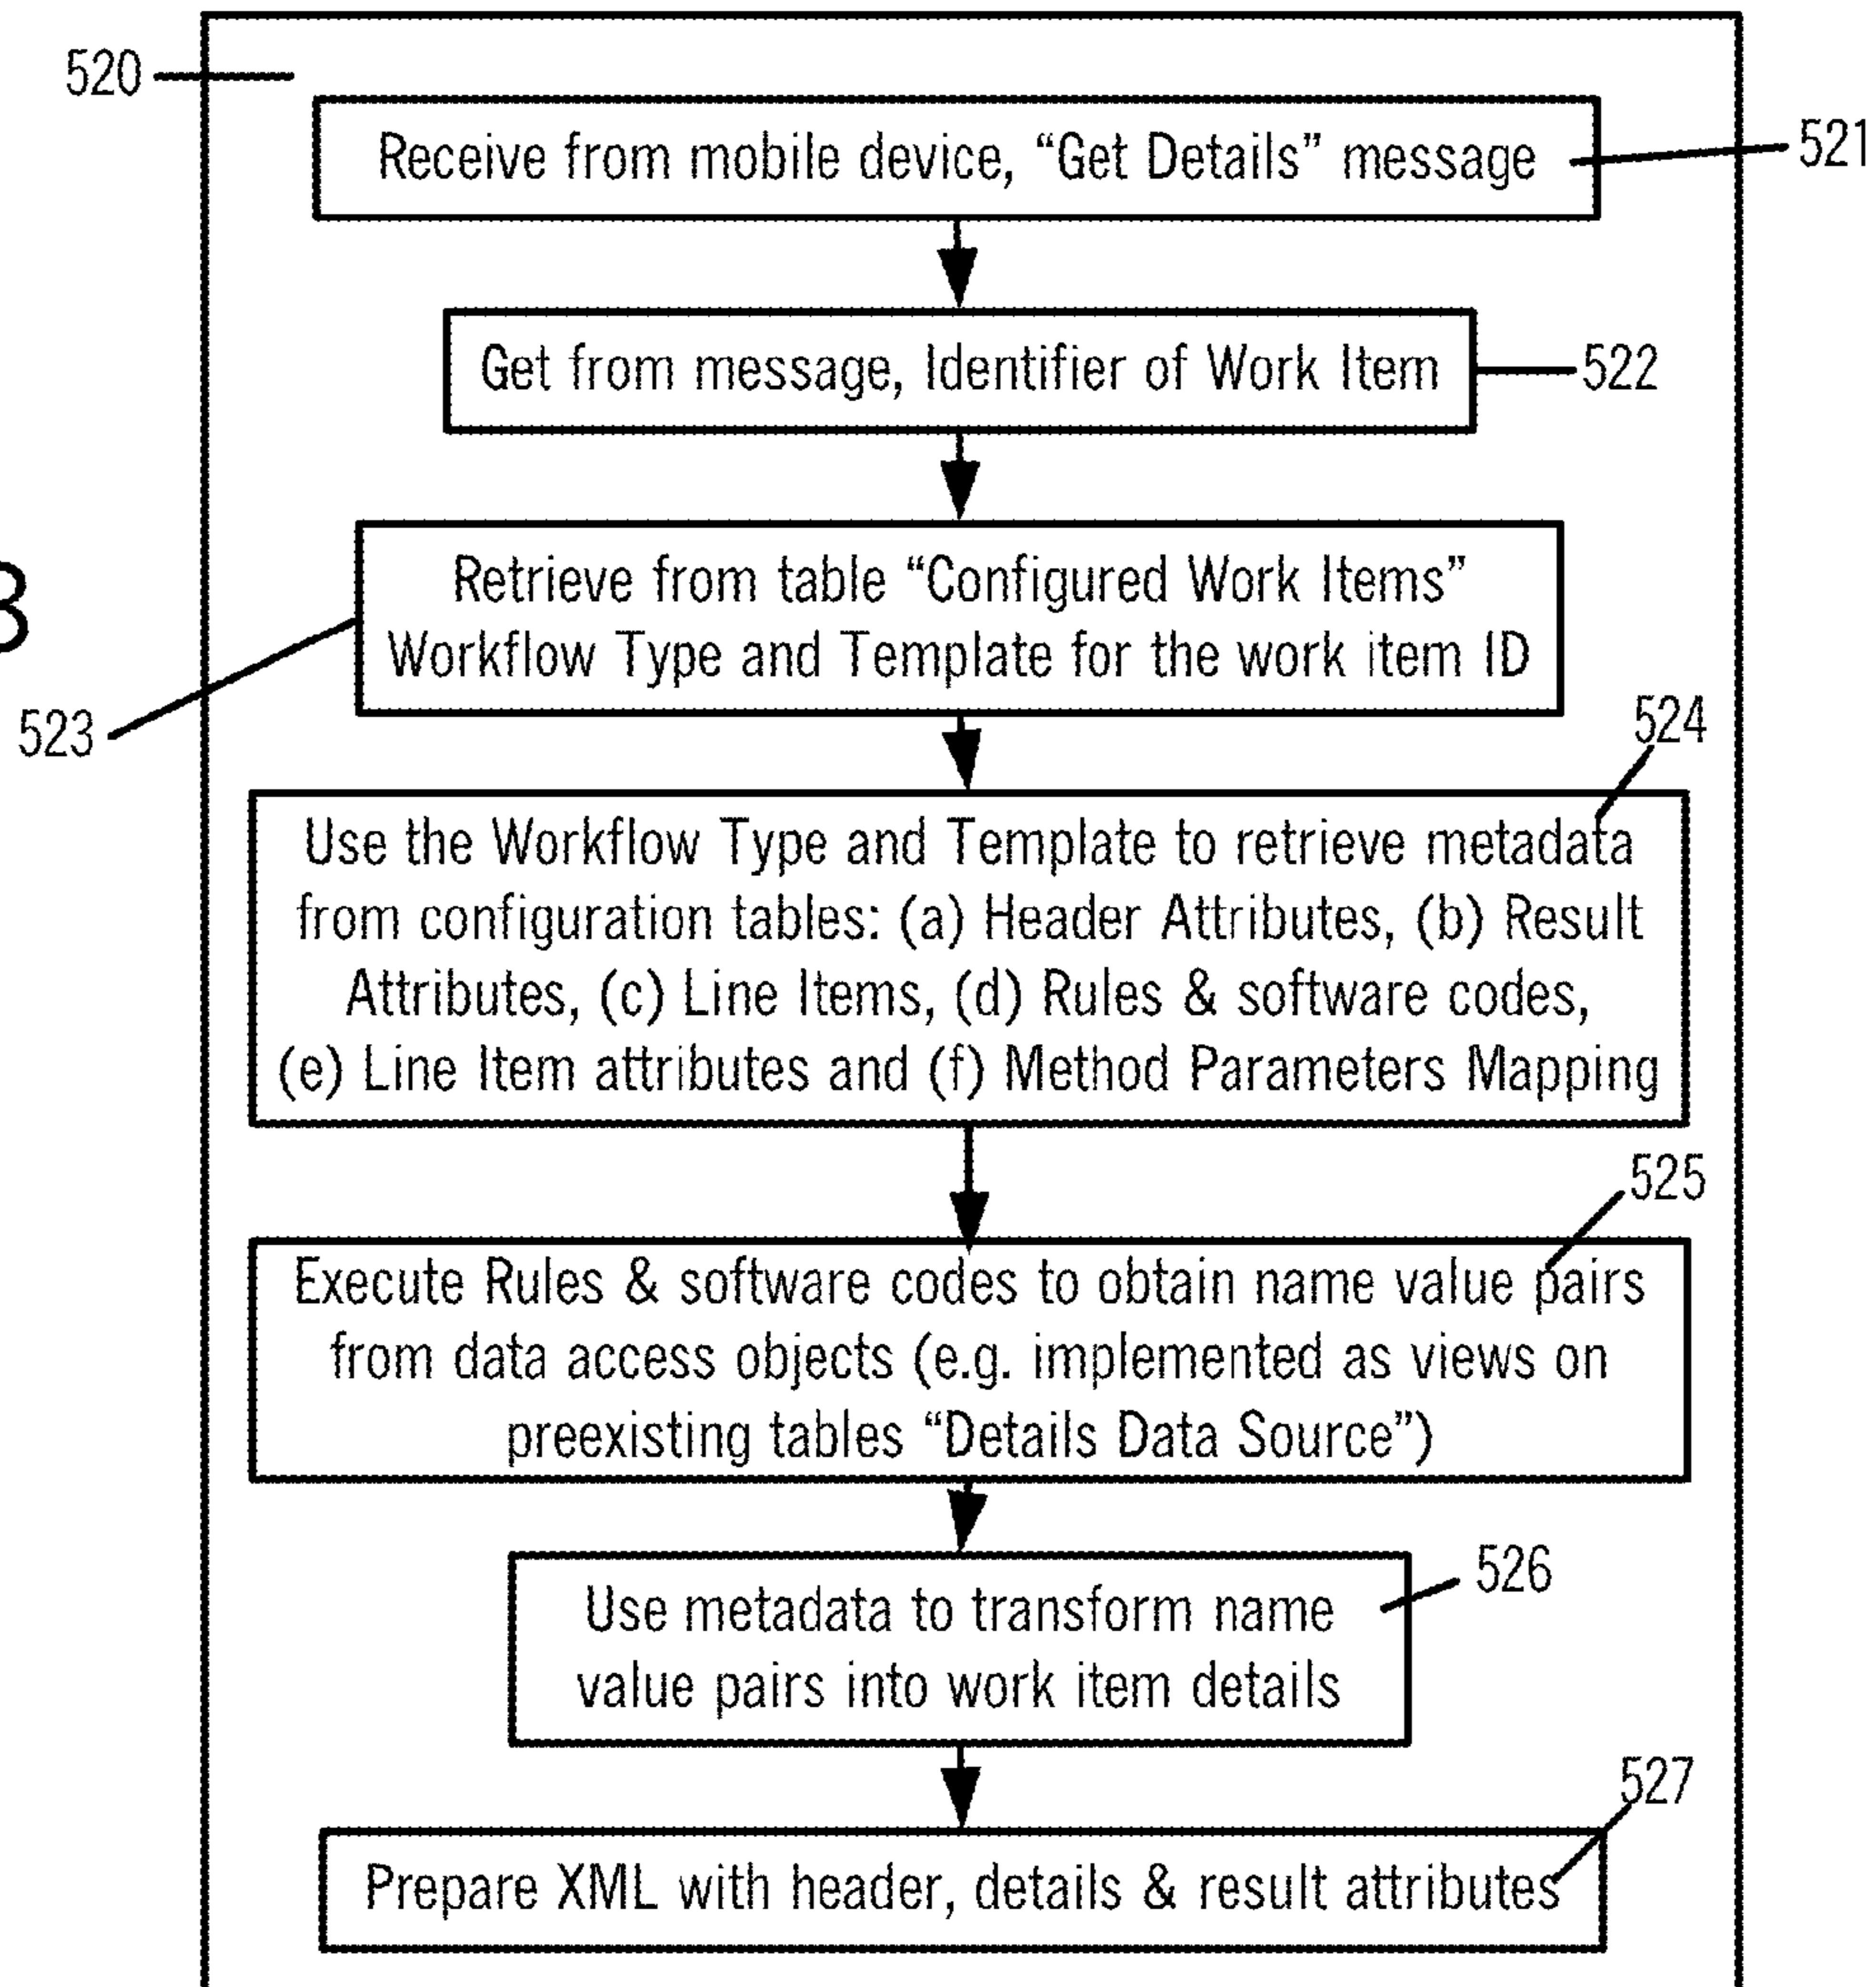 520
Receive from mobile device, “Get Details” message
521
Get from message, Identifier of Work Item
522
Retrieve from table “Configured Work Items”
Workflow Type and Template for the work item ID
523
524
Use the Workflow Type and Template to retrieve metadata
from configuration tables: (a) Header Attributes, (b) Result
Attributes, (c) Line Items, (d) Rules & software codes,
(e) Line Item attributes and (f) Method Parameters Mapping
525
Execute Rules & software codes to obtain name value pairs
from data access objects (e.g. implemented as views on
preexisting tables “Details Data Source”)
526
Use metadata to transform name
value pairs into work item details
527
Prepare XML with header, details & result attributes